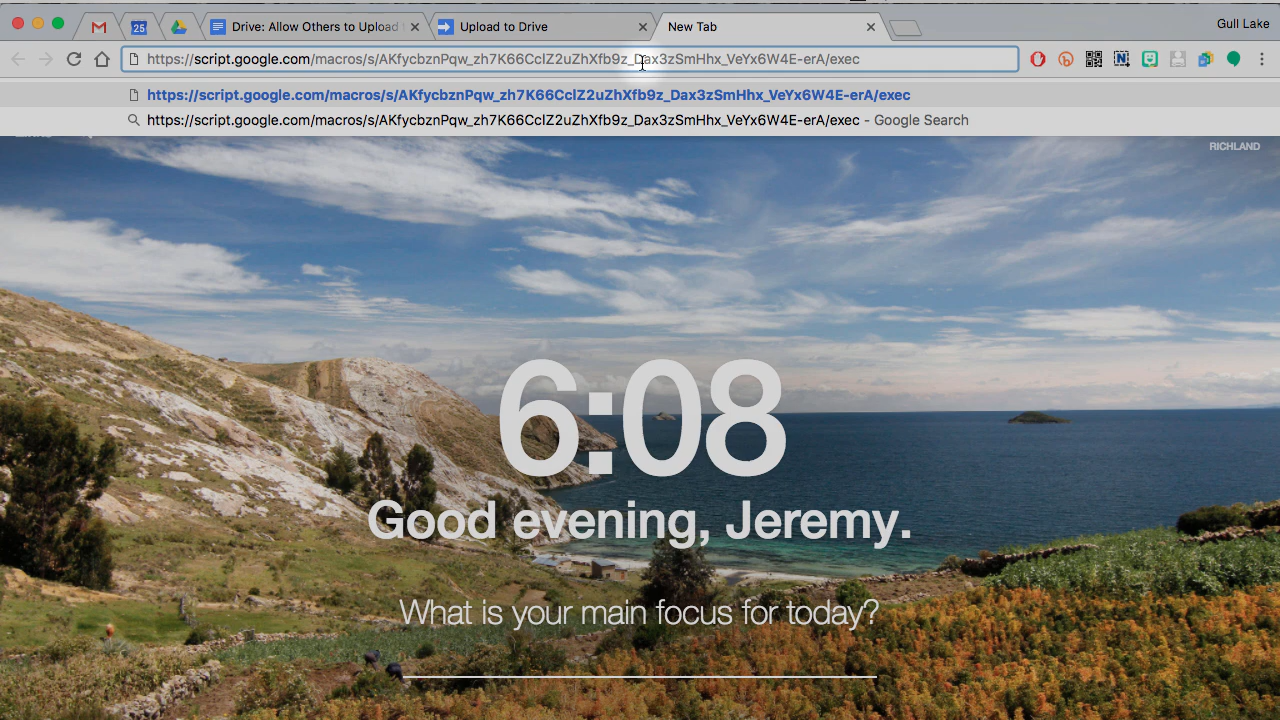 25
Drive: Allow Others to Upload
Upload to Drive
New Tab
Gull Lake
https://script.google.com/macros/s/AKfycbznPqw_zh7K66CclZ2uZhXfb9z_Dax3zSmHhx_VeYx6W4E-erA/exec
https://script.google.com/macros/s/AKfycbznPqw_zh7K66CclZ2uZhXfb9z_Dax3zSmHhx_VeYx6W4E-erA/exec
https://script.google.com/macros/s/AKfycbznPqw_zh7K66CclZ2uZhXfb9z_Dax3zSmHhx_VeYx6W4E-erA/exec - Google Search
RICHLAND
6:08
Good evening, Jeremy.
What is your main focus for today?